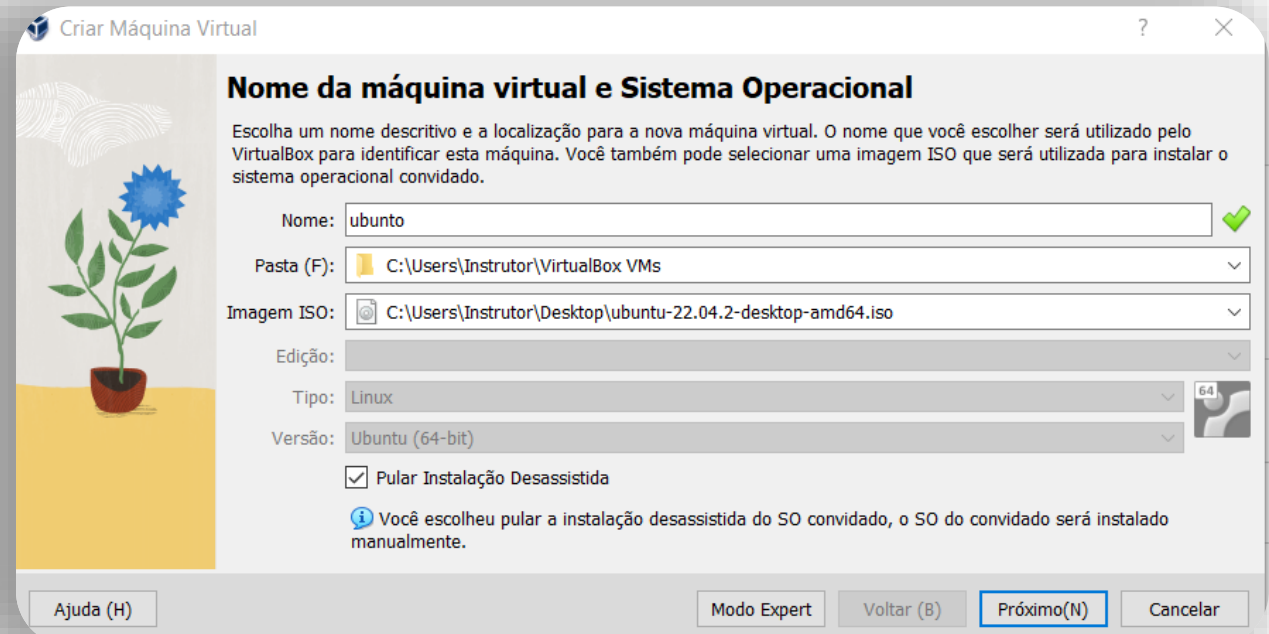 Criar Máquina Virtual
?
Nome da máquina virtual e Sistema Operacional
Escolha um nome descritivo e a localização para a nova máquina virtual. O nome que você escolher será utilizado pelo
VirtualBox para identificar esta máquina. Você também pode selecionar uma imagem ISO que será utilizada para instalar o
sistema operacional convidado.
Nome: ubunto
Pasta (F): C:\Users\Instrutor\VirtualBox VMs
Imagem ISO: C:\Users\Instrutor\Desktop\ubuntu-22.04.2-desktop-amd64.iso
Edição:
Tipo: Linux
64
Versão: Ubuntu (64-bit)
Pular Instalação Desassistida
Você escolheu pular a instalação desassistida do SO convidado, o SO do convidado será instalado
manualmente.
Ajuda (H) Modo Expert Voltar (B) Próximo(N) Cancelar